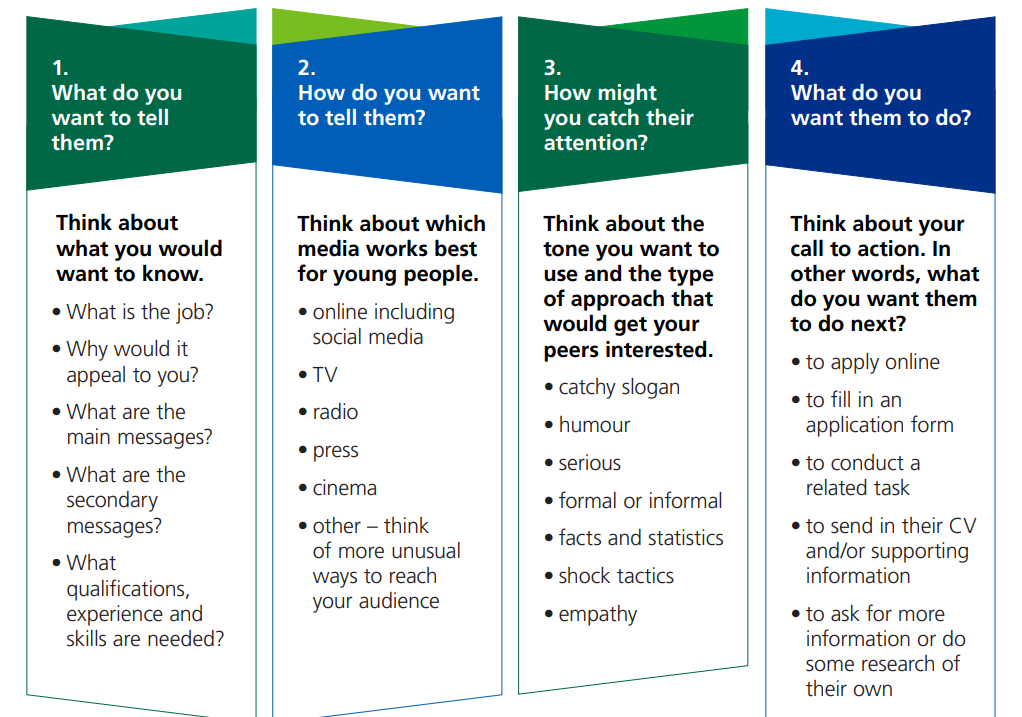 1.
What do you
want to tell
them?
Think about
what you would
want to know.
• What is the job?
• Why would it
appeal to you?
• What are the
main messages?
• What are the
secondary
messages?
• What
qualifications,
experience and
skills are needed?
2.
How do you want
to tell them?
Think about which
media works best
for young people.
• online including
social media
• TV
• radio
• press
• cinema
• other – think
of more unusual
ways to reach
your audience
3.
How might
you catch their
attention?
Think about the
tone you want to
use and the type
of approach that
would get your
peers interested.
• catchy slogan
• humour
• serious
• formal or informal
• facts and statistics
• shock tactics
• empathy
4.
What do you
want them to do?
Think about your
call to action. In
other words, what
do you want them
to do next?
• to apply online
• to fill in an
application form
• to conduct a
related task
• to send in their CV
and/or supporting
information
• to ask for more
information or do
some research of
their own